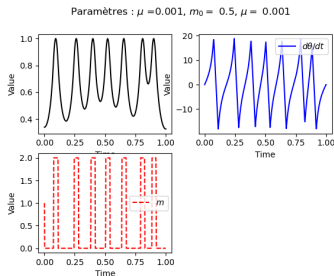 Paramètres : μ =0.001, m₀ = 0.5, μ = 0.001
Value
1.0
0.8
0.6
0.4
0.00 0.25 0.50 0.75 1.00
Time
Value
20
10
0
−10
dθ/dt
0.00 0.25 0.50 0.75 1.00
Time
Value
2.0
1.5
1.0
0.5
0.0
m
0.00 0.25 0.50 0.75 1.00
Time